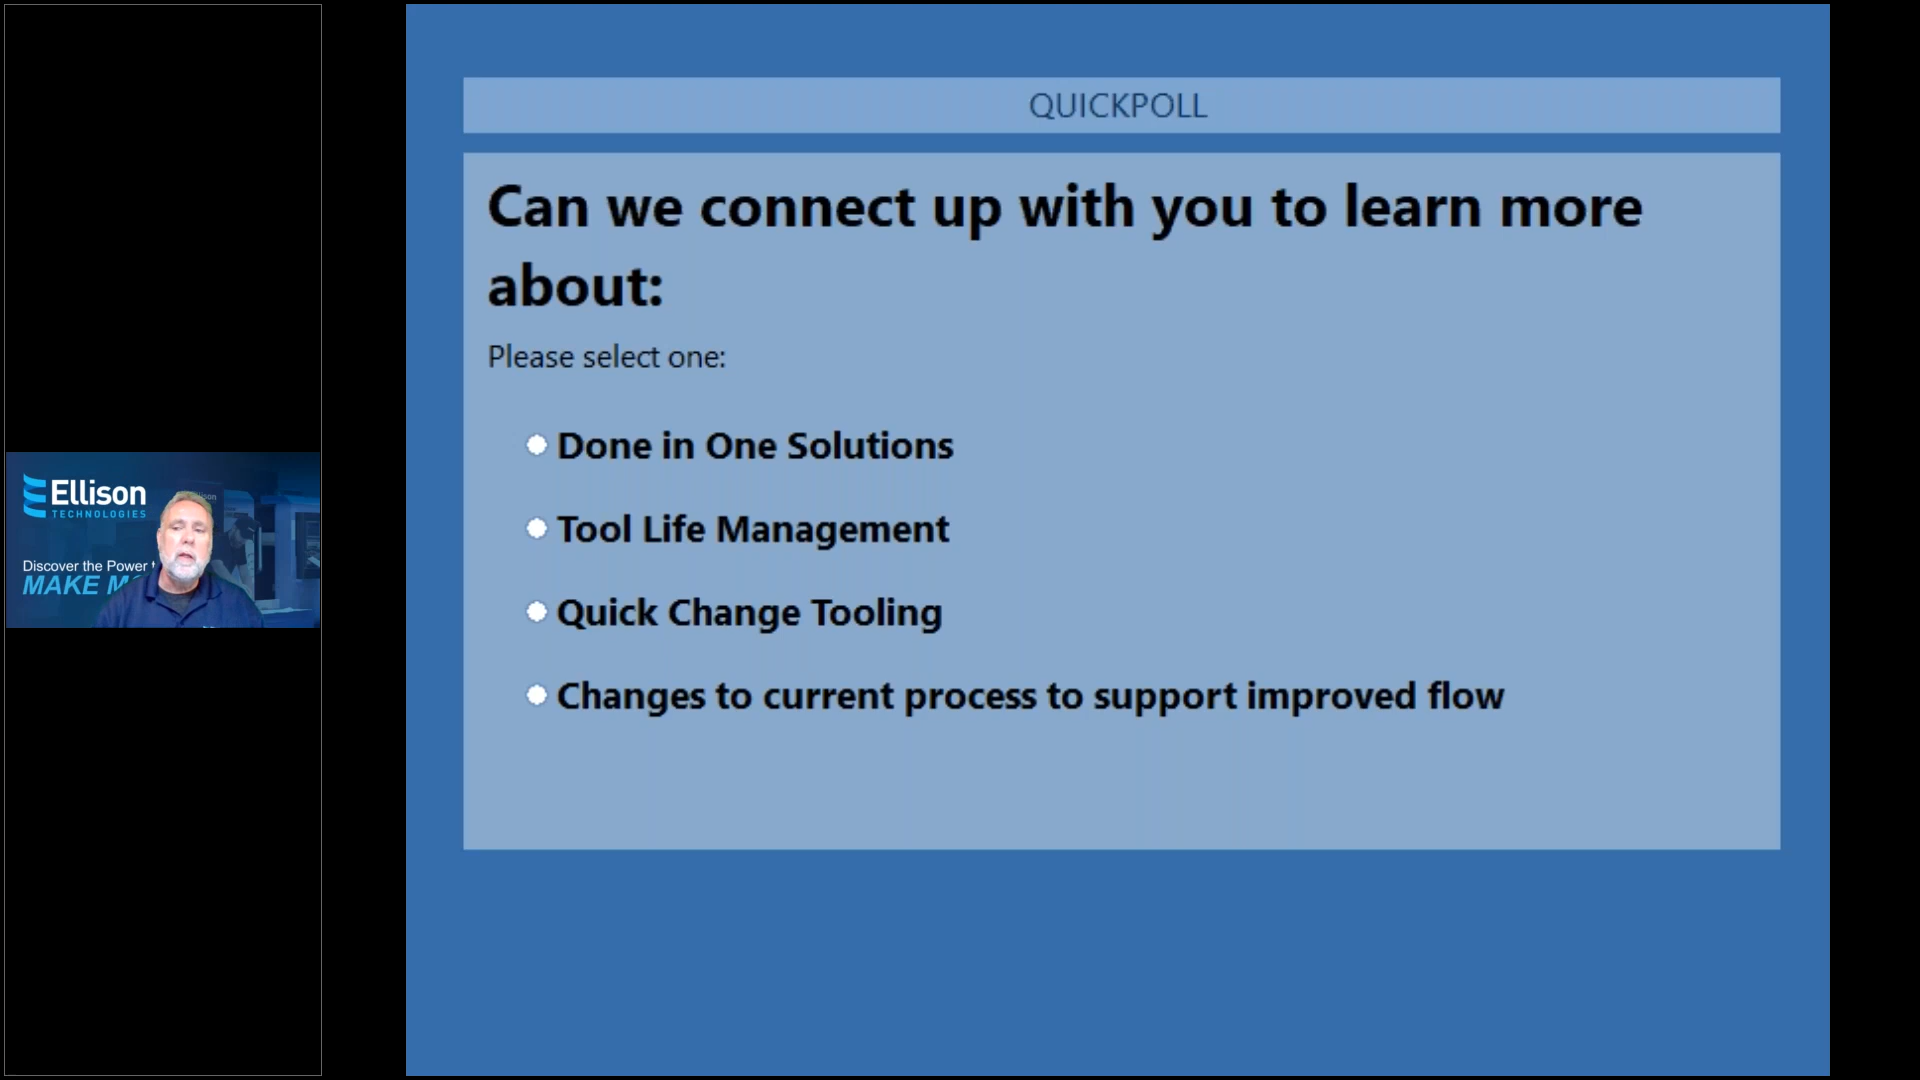 QUICKPOLL
Can we connect up with you to learn more
about:
Please select one:
Done in One Solutions
Tool Life Management
Quick Change Tooling
Changes to current process to support improved flow
Ellison
TECHNOLOGIES
Discover the Power
MAKE